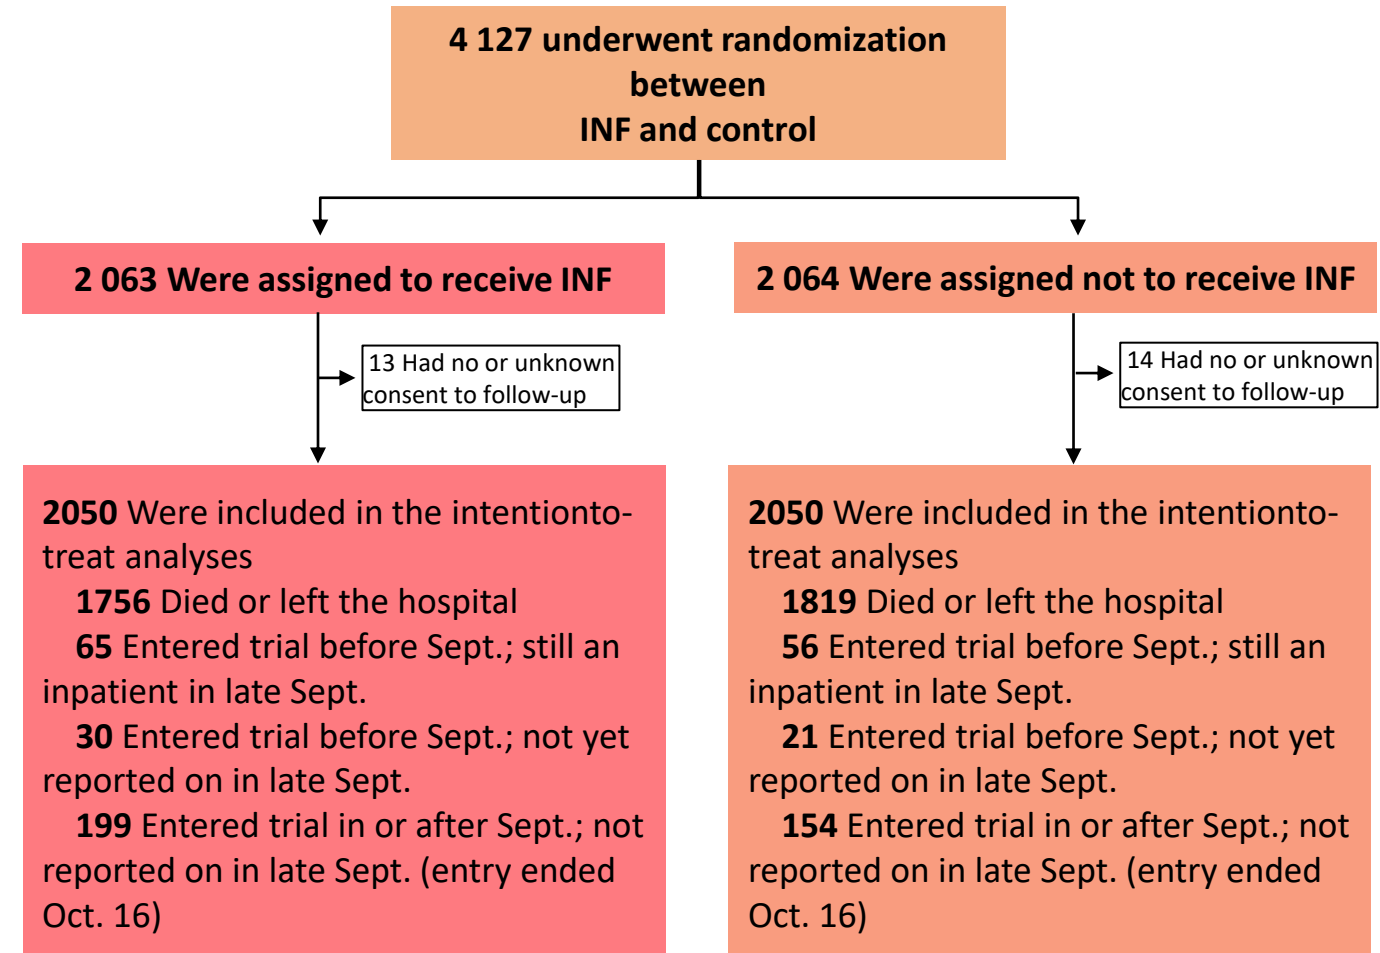 4 127 underwent randomization
between
INF and control
2 063 Were assigned to receive INF
2 064 Were assigned not to receive INF
13 Had no or unknown
consent to follow-up
14 Had no or unknown
consent to follow-up
2050 Were included in the intentionto-
treat analyses
1756 Died or left the hospital
65 Entered trial before Sept.; still an
inpatient in late Sept.
30 Entered trial before Sept.; not yet
reported on in late Sept.
199 Entered trial in or after Sept.; not
reported on in late Sept. (entry ended
Oct. 16)
2050 Were included in the intentionto-
treat analyses
1819 Died or left the hospital
56 Entered trial before Sept.; still an
inpatient in late Sept.
21 Entered trial before Sept.; not yet
reported on in late Sept.
154 Entered trial in or after Sept.; not
reported on in late Sept. (entry ended
Oct. 16)